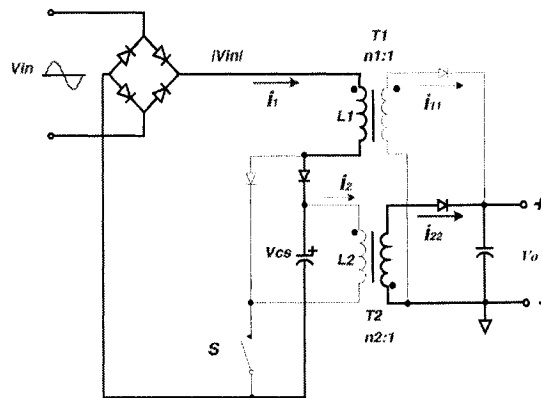 T1
n1:1
|Vin|
Vin
i1
L1
i11
i2
+
Vcs
+
L2
i22
Vo
S
T2
n2:1
-